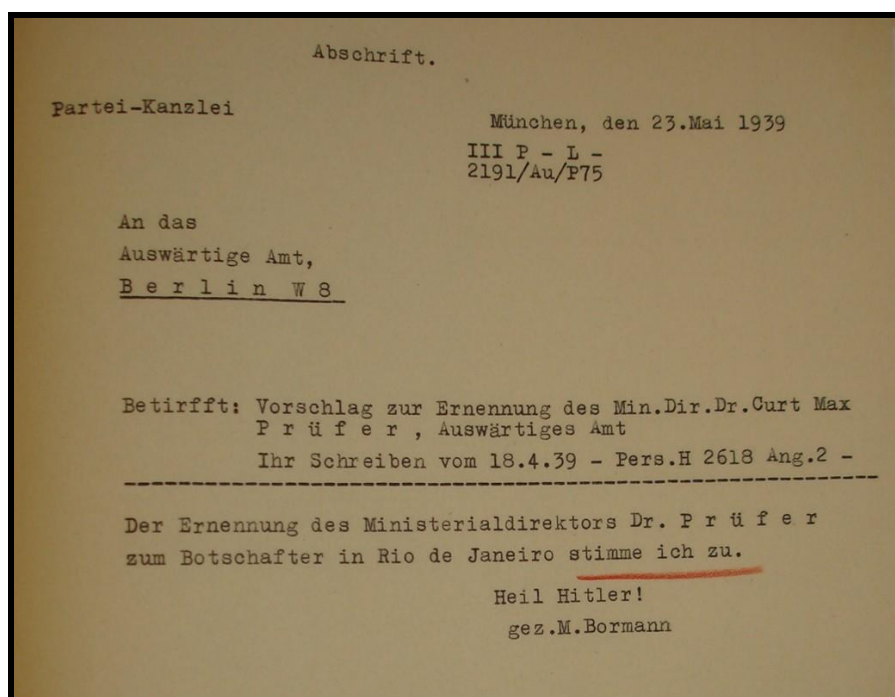 Abschrift.
Partei-Kanzlei
München, den 23.Mai 1939
III P - L -
2191/Au/P75
An das
Auswärtige Amt,
B e r l i n  W 8
Betirfft: Vorschlag zur Ernennung des Min.Dir.Dr.Curt Max
P r ü f e r , Auswärtiges Amt
Ihr Schreiben vom 18.4.39 - Pers.H 2618 Ang.2 -
Der Ernennung des Ministerialdirektors Dr. P r ü f e r
zum Botschafter in Rio de Janeiro stimme ich zu.
Heil Hitler!
gez.M.Bormann